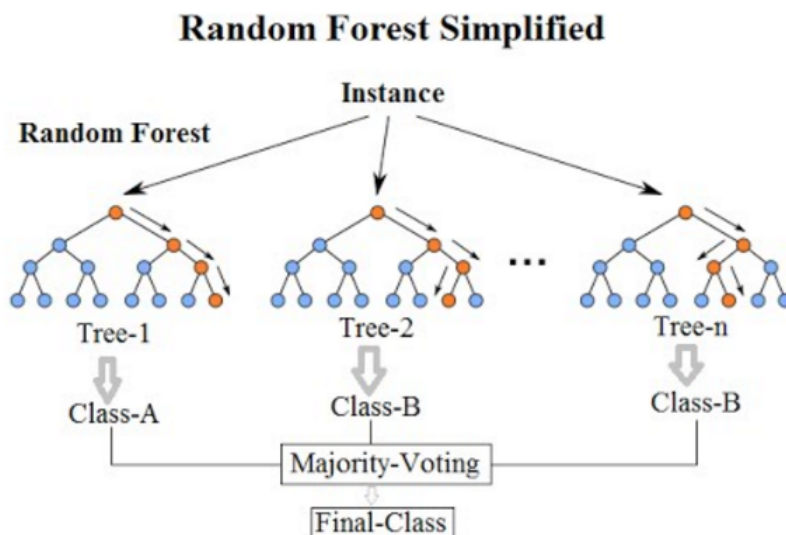 Random Forest Simplified
Instance
Random Forest
...
Tree-1
Tree-2
Tree-n
Class-A
Class-B
Class-B
Majority-Voting
Final-Class